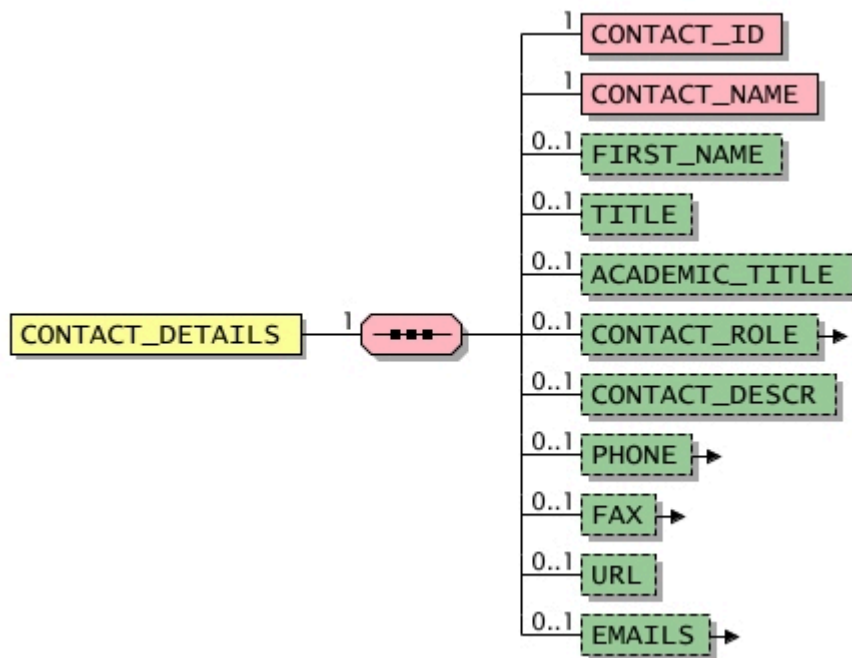 1 CONTACT_ID
1 CONTACT_NAME
0..1 FIRST_NAME
0..1 TITLE
0..1 ACADEMIC_TITLE
CONTACT_DETAILS 1 0..1 CONTACT_ROLE
0..1 CONTACT_DESCR
0..1 PHONE
0..1 FAX
0..1 URL
0..1 EMAILS